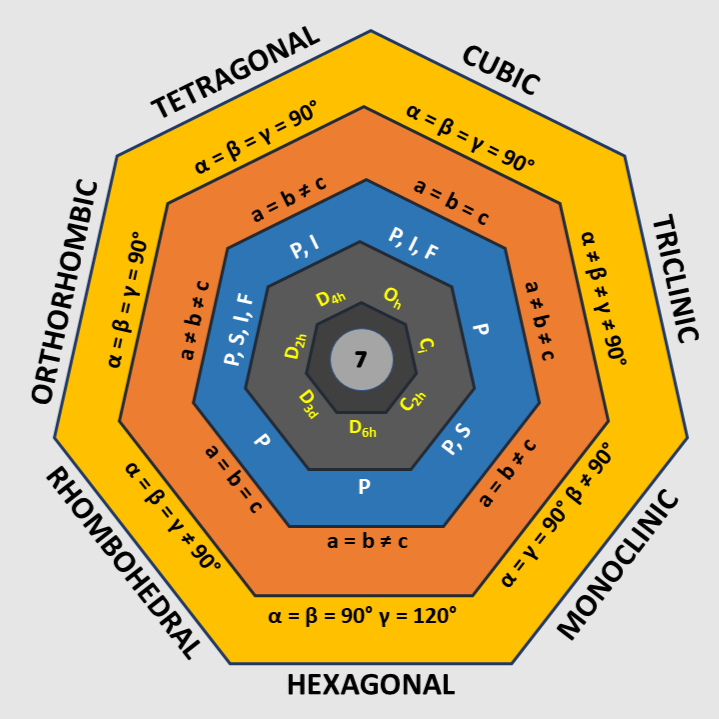 TETRAGONAL
CUBIC
TRICLINIC
MONOCLINIC
HEXAGONAL
RHOMBOHEDRAL
ORTHORHOMBIC
α = β = γ = 90°
α = β = γ = 90°
α ≠ β ≠ γ ≠ 90°
α = γ = 90° β ≠ 90°
α = β = 90° γ = 120°
α = β = γ ≠ 90°
α = β = γ = 90°
a = b ≠ c
a = b = c
a ≠ b ≠ c
a = b ≠ c
a = b ≠ c
a = b = c
a ≠ b ≠ c
P, I
P, I, F
P
P, S
P
P
P, S, I, F
D4h
Oh
Ci
C2h
D6h
D3d
D2h
7